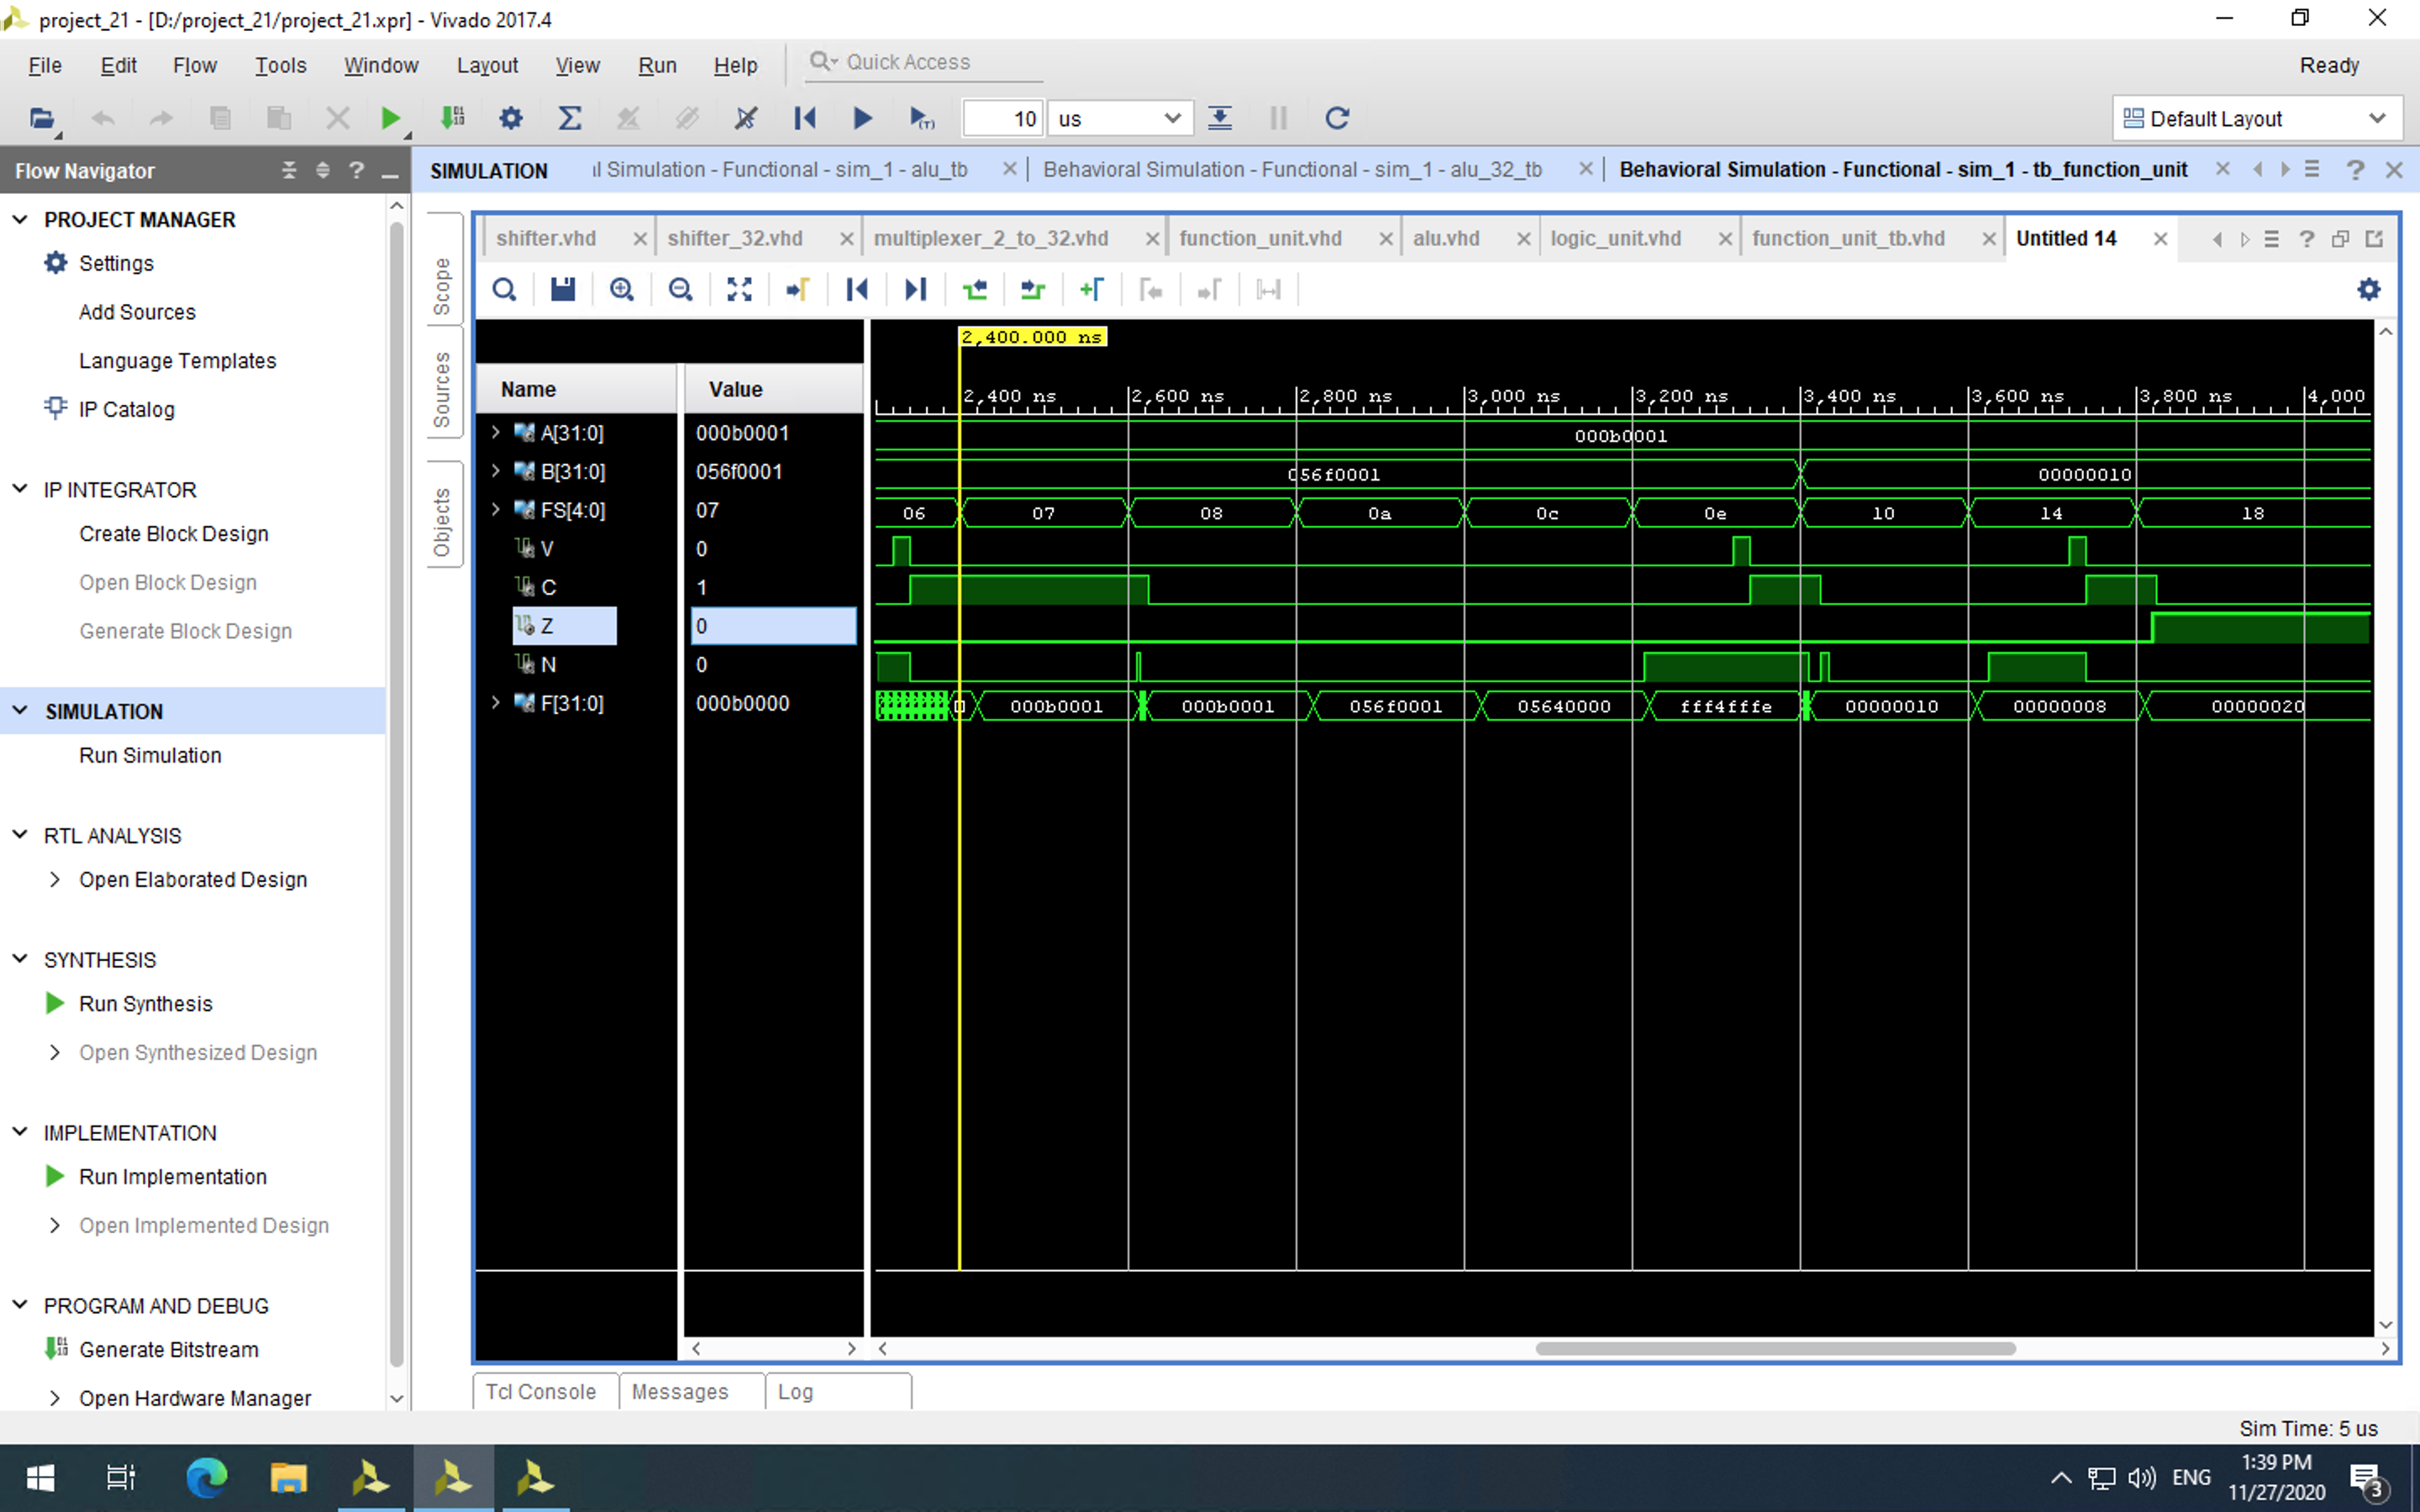 project_21 - [D:/project_21/project_21.xpr] - Vivado 2017.4
File Edit Flow Tools Window Layout View Run Help Quick Access Ready
10 us Default Layout
Flow Navigator
SIMULATION l Simulation - Functional - sim_1 - alu_tb Behavioral Simulation - Functional - sim_1 - alu_32_tb Behavioral Simulation - Functional - sim_1 - tb_function_unit
PROJECT MANAGER
Settings
Add Sources
Language Templates
IP Catalog
IP INTEGRATOR
Create Block Design
Open Block Design
Generate Block Design
SIMULATION
Run Simulation
RTL ANALYSIS
Open Elaborated Design
SYNTHESIS
Run Synthesis
Open Synthesized Design
IMPLEMENTATION
Run Implementation
Open Implemented Design
PROGRAM AND DEBUG
Generate Bitstream
Open Hardware Manager
Scope
Sources
Objects
shifter.vhd shifter_32.vhd multiplexer_2_to_32.vhd function_unit.vhd alu.vhd logic_unit.vhd function_unit_tb.vhd Untitled 14
2,400.000 ns
Name Value
2,400 ns 2,600 ns 2,800 ns 3,000 ns 3,200 ns 3,400 ns 3,600 ns 3,800 ns 4,000
A[31:0] 000b0001 000b0001
B[31:0] 056f0001 056f0001 00000010
FS[4:0] 07 06 07 08 0a 0c 0e 10 14 18
V 0
C 1
Z 0
N 0
F[31:0] 000b0000 000b0001 000b0001 056f0001 05640000 fff4fffe 00000010 00000008 00000020
Tcl Console Messages Log
Sim Time: 5 us
ENG
1:39 PM
11/27/2020
3